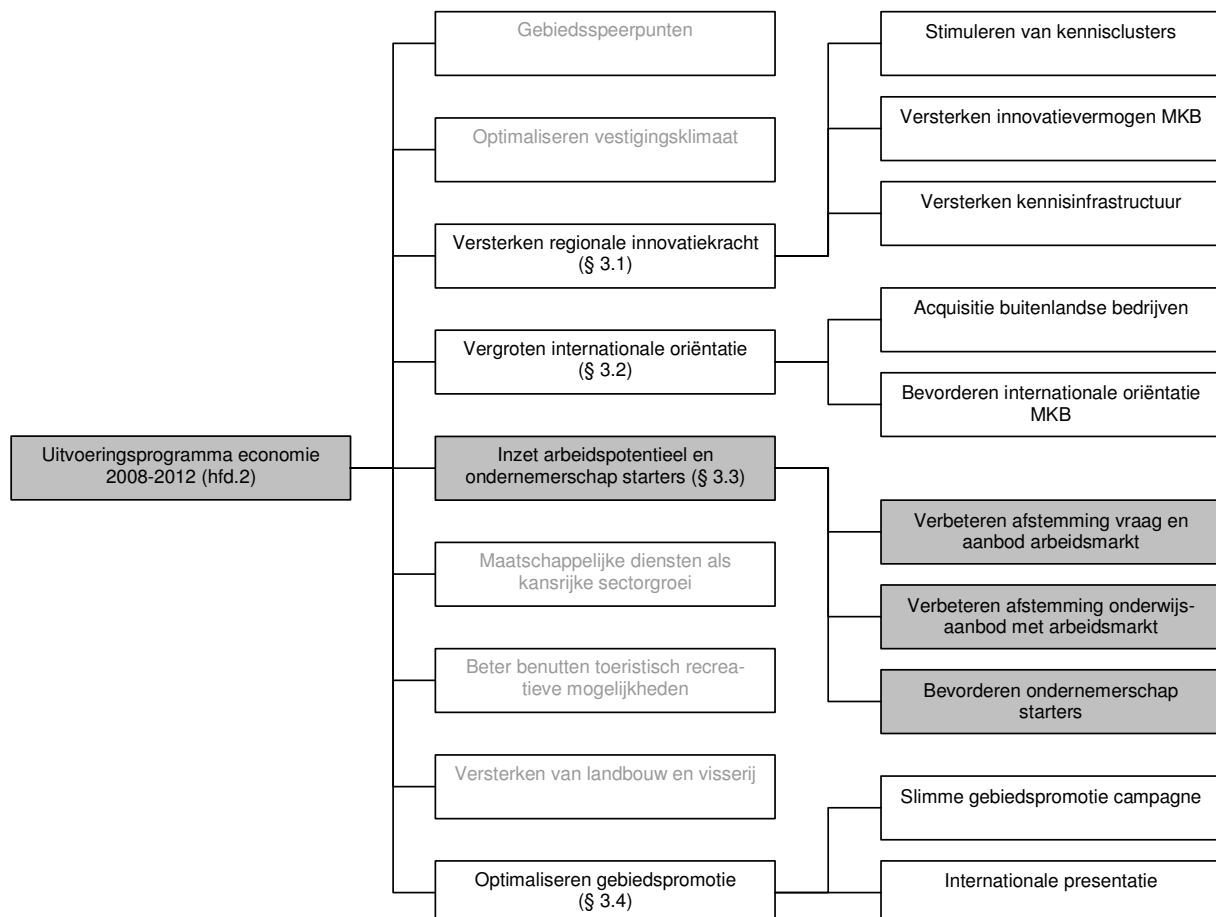 Uitvoeringsprogramma economie
2008-2012 (hfd.2)
Gebiedsspeerpunten
Optimaliseren vestigingsklimaat
Versterken regionale innovatiekracht
(§ 3.1)
Vergroten internationale oriëntatie
(§ 3.2)
Inzet arbeidspotentieel en
ondernemerschap starters (§ 3.3)
Maatschappelijke diensten als
kansrijke sectorgroei
Beter benutten toeristisch recrea-
tieve mogelijkheden
Versterken van landbouw en visserij
Optimaliseren gebiedspromotie
(§ 3.4)
Stimuleren van kennisclusters
Versterken innovatievermogen MKB
Versterken kennisinfrastructuur
Acquisitie buitenlandse bedrijven
Bevorderen internationale oriëntatie
MKB
Verbeteren afstemming vraag en
aanbod arbeidsmarkt
Verbeteren afstemming onderwijs-
aanbod met arbeidsmarkt
Bevorderen ondernemerschap
starters
Slimme gebiedspromotie campagne
Internationale presentatie